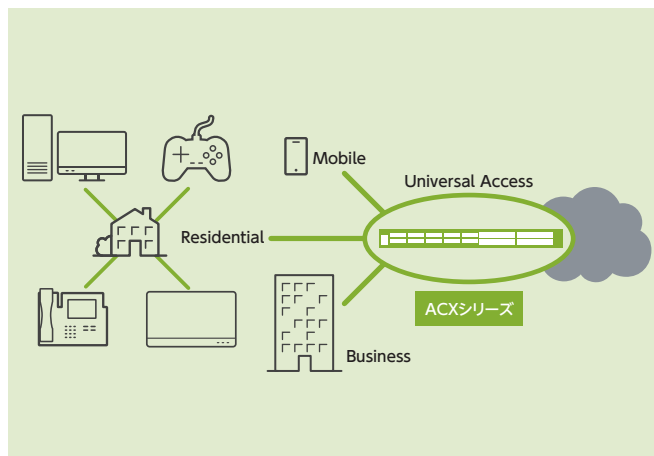 Mobile
Universal Access
Residential
ACXシリーズ
Business